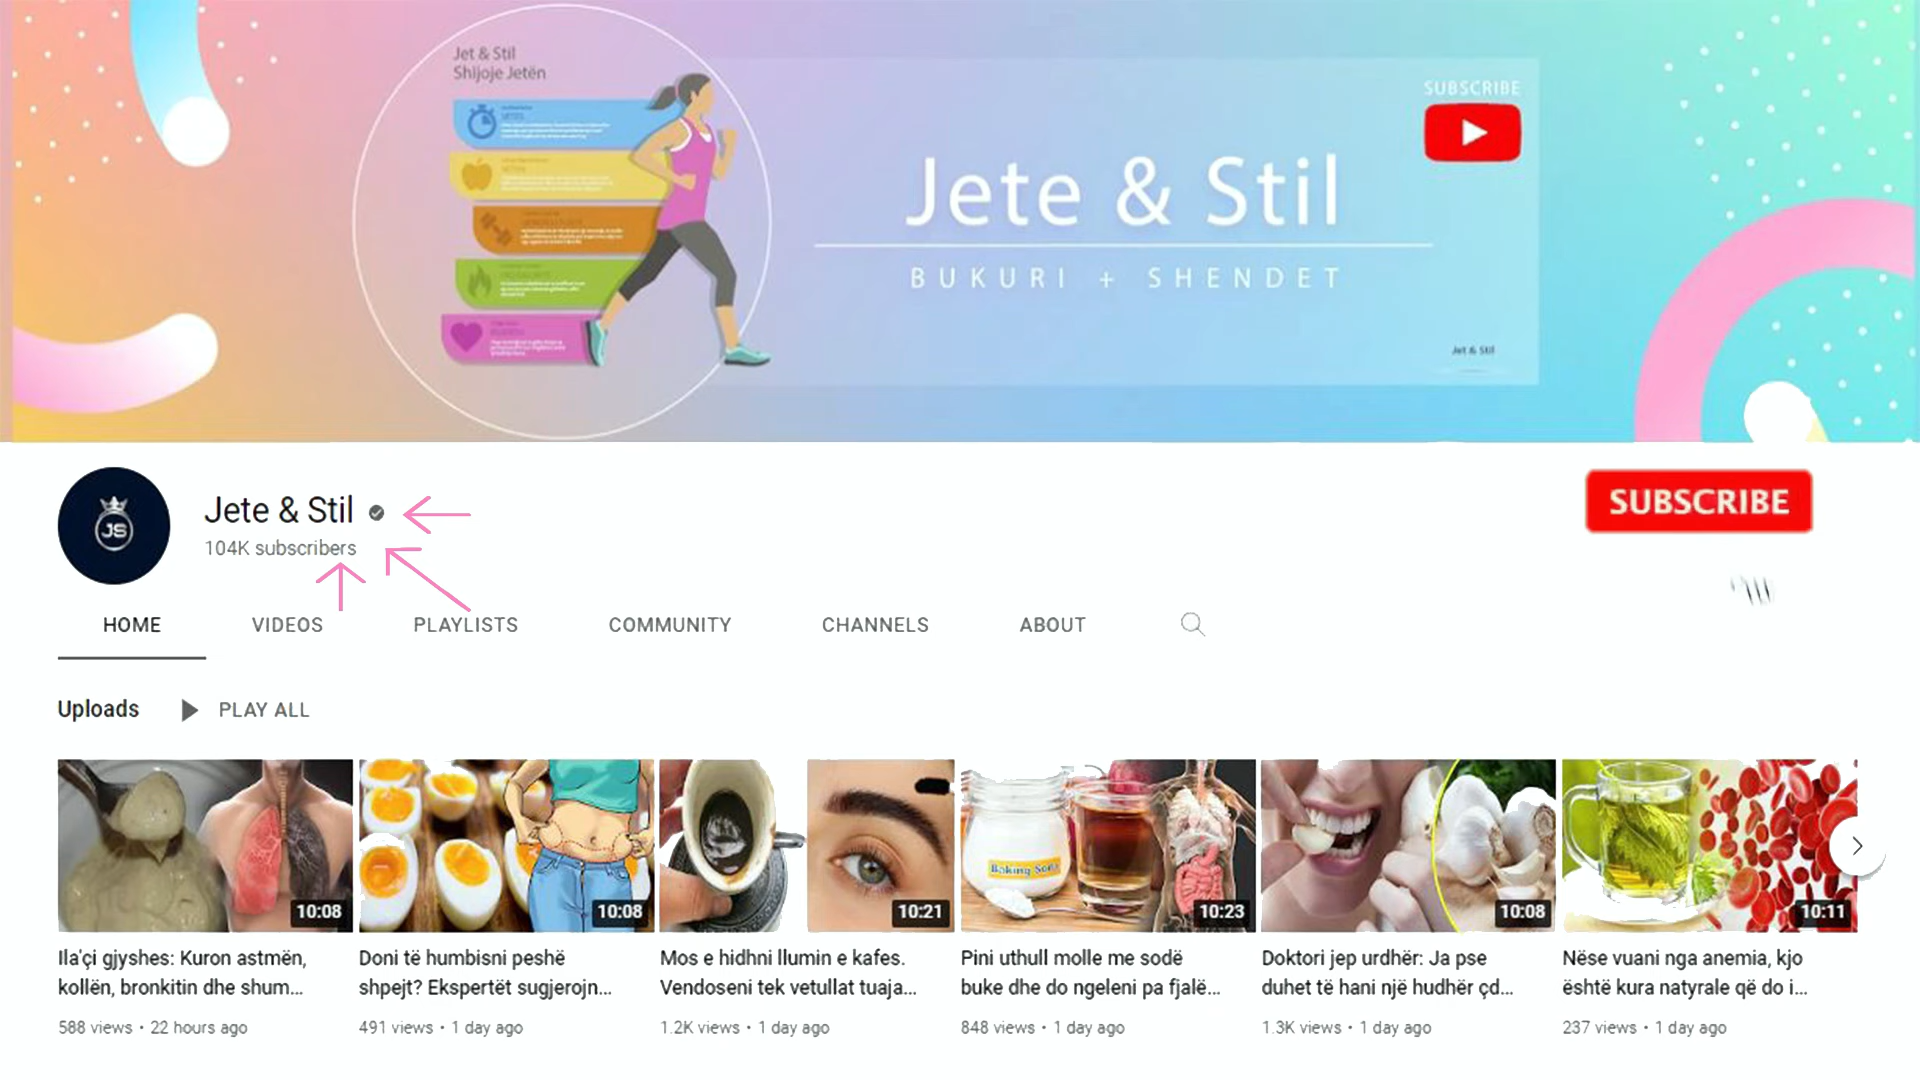 Jet & Stil
Shijoje Jetën
SUBSCRIBE
Jete & Stil
BUKURI + SHENDET
Jet & Stil
JS
Jete & Stil
104K subscribers
SUBSCRIBE
HOME VIDEOS PLAYLISTS COMMUNITY CHANNELS ABOUT
Uploads PLAY ALL
Baking Soda
10:08 10:08 10:21 10:23 10:08 10:11
Ila'çi gjyshes: Kuron astmën,
kollën, bronkitin dhe shum...
588 views • 22 hours ago
Doni të humbisni peshë
shpejt? Ekspertët sugjerojn...
491 views • 1 day ago
Mos e hidhni llumin e kafes.
Vendoseni tek vetullat tuaja...
1.2K views • 1 day ago
Pini uthull molle me sodë
buke dhe do ngeleni pa fjalë...
848 views • 1 day ago
Doktori jep urdhër: Ja pse
duhet të hani një hudhër çd...
1.3K views • 1 day ago
Nëse vuani nga anemia, kjo
është kura natyrale që do i...
237 views • 1 day ago